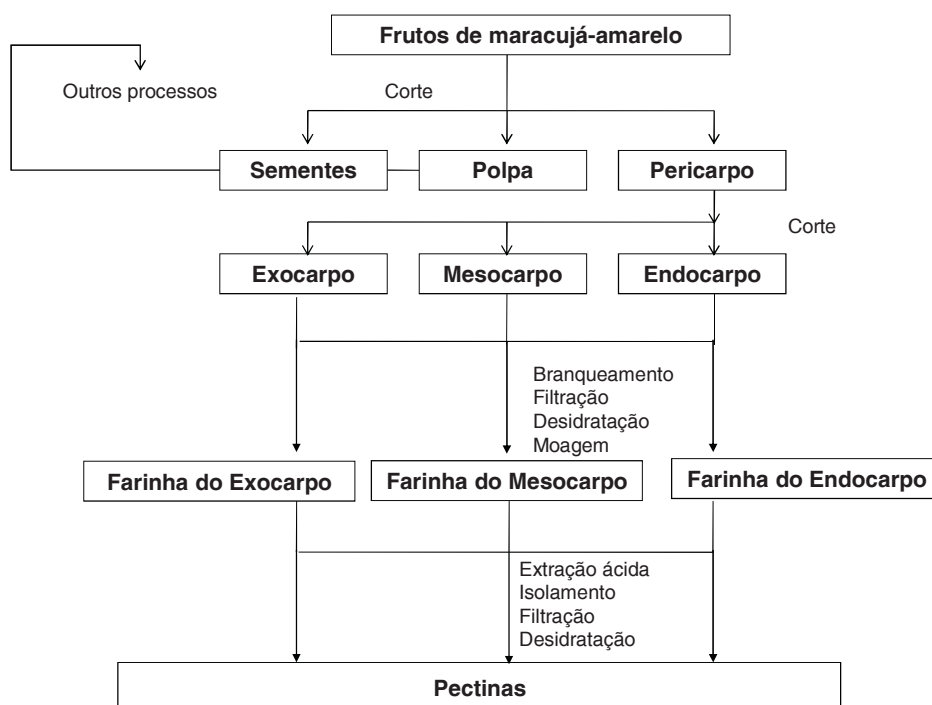 Frutos de maracujá-amarelo
Outros processos
Corte
Sementes
Polpa
Pericarpo
Corte
Exocarpo
Mesocarpo
Endocarpo
Branqueamento
Filtração
Desidratação
Moagem
Farinha do Exocarpo
Farinha do Mesocarpo
Farinha do Endocarpo
Extração ácida
Isolamento
Filtração
Desidratação
Pectinas